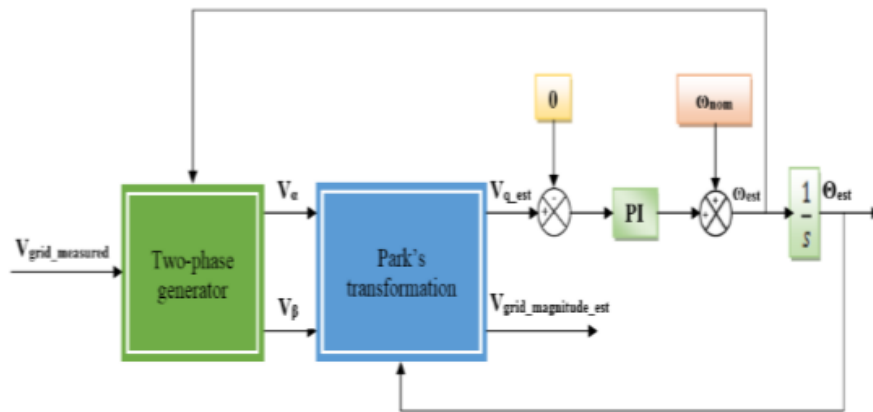 0
ωnom
Vα
Vq_est
ωest
1
s
Θest
PI
Vgrid_measured
Two-phase
generator
Park's
transformation
Vβ
Vgrid_magnitude_est
-
+
+
+